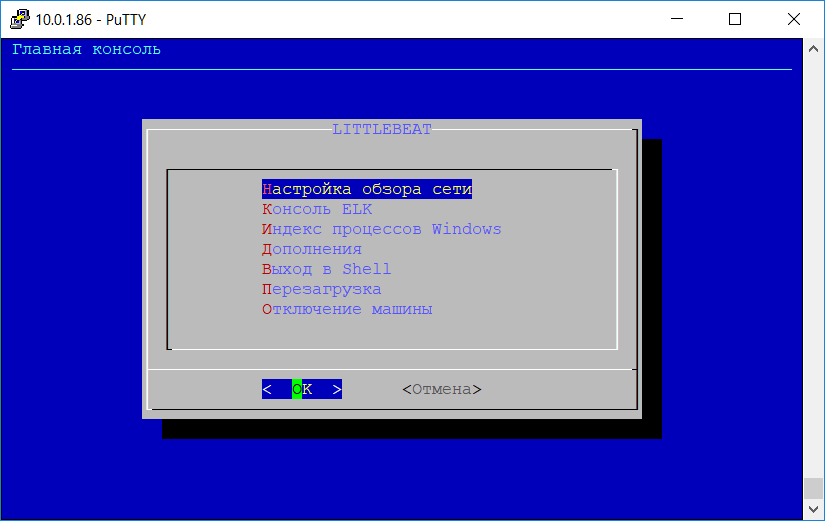 10.0.1.86 - PuTTY
Главная консоль
LITTLEBEAT
Настройка обзора сети
Консоль ELK
Индекс процессов Windows
Дополнения
Выход в Shell
Перезагрузка
Отключение машины
<  OK  > <Отмена>